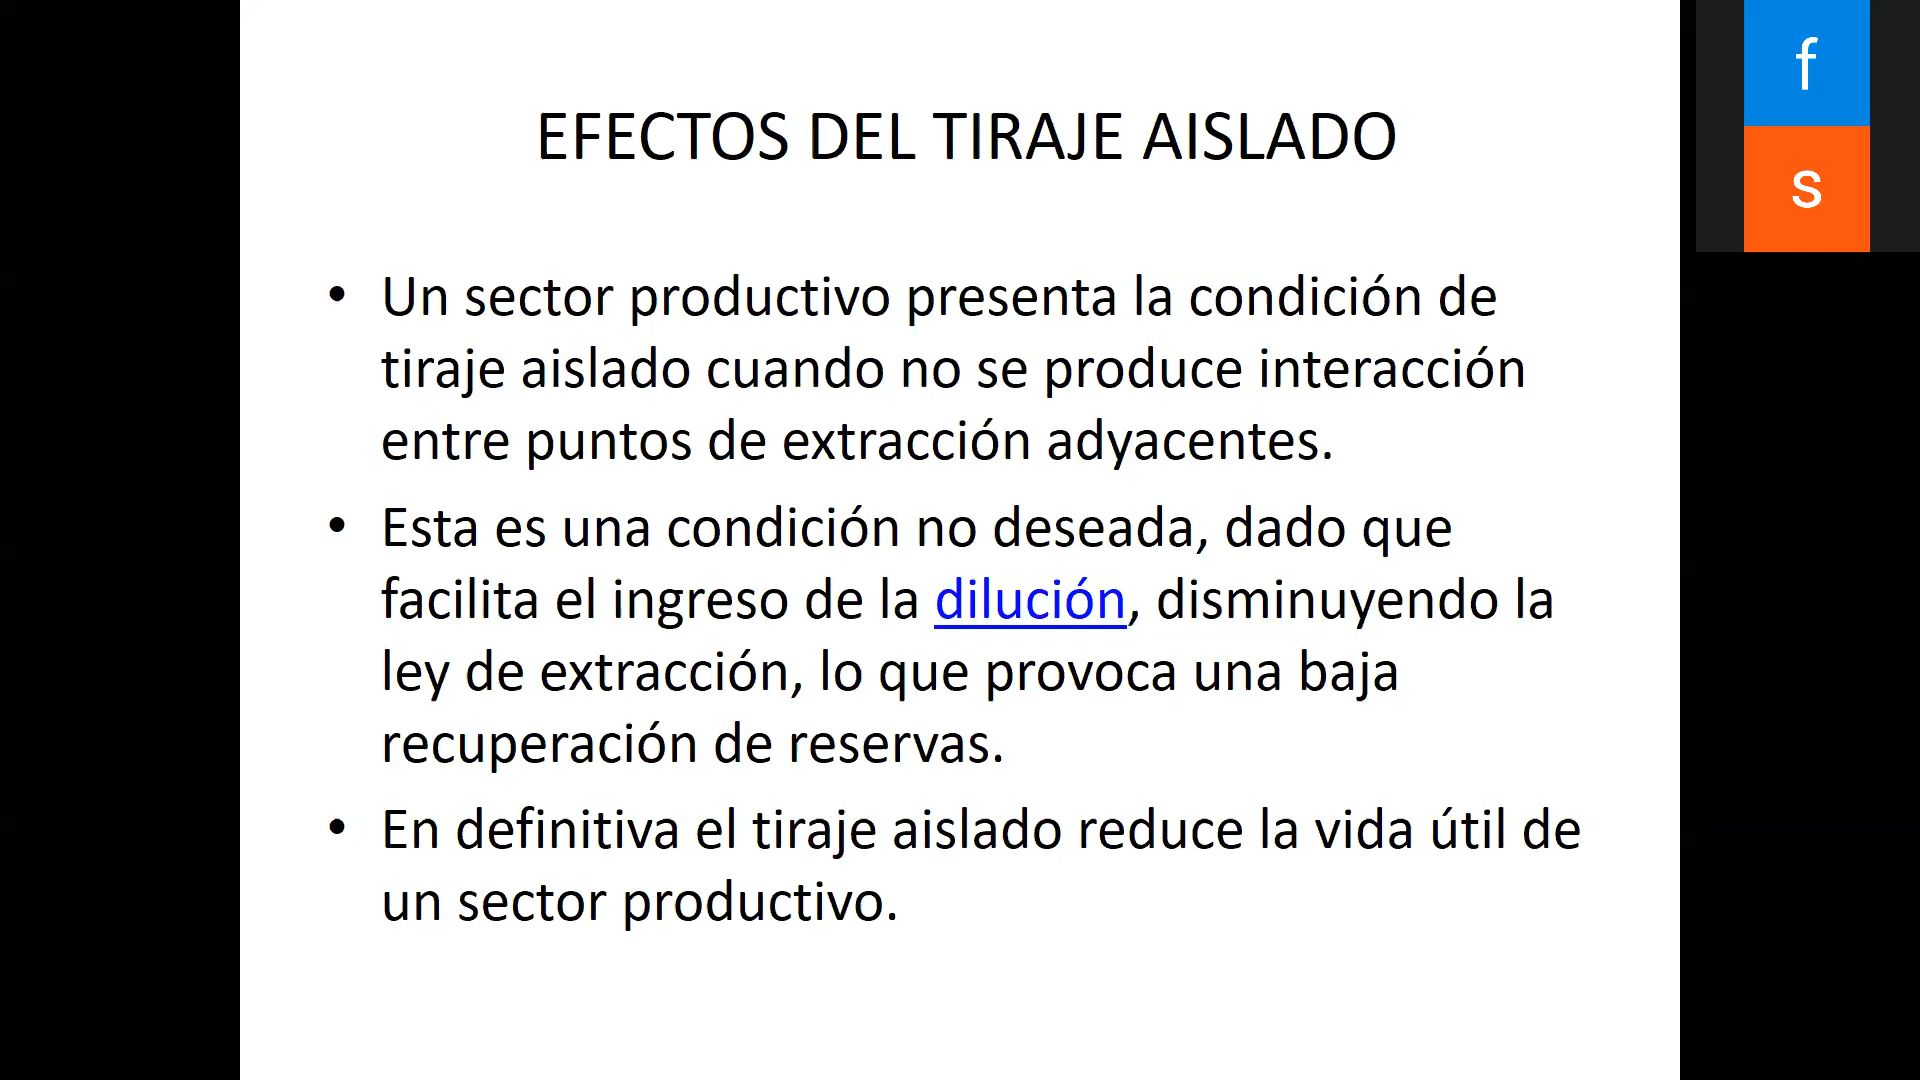 EFECTOS DEL TIRAJE AISLADO
• Un sector productivo presenta la condición de
tiraje aislado cuando no se produce interacción
entre puntos de extracción adyacentes.
• Esta es una condición no deseada, dado que
facilita el ingreso de la dilución, disminuyendo la
ley de extracción, lo que provoca una baja
recuperación de reservas.
• En definitiva el tiraje aislado reduce la vida útil de
un sector productivo.
f
s